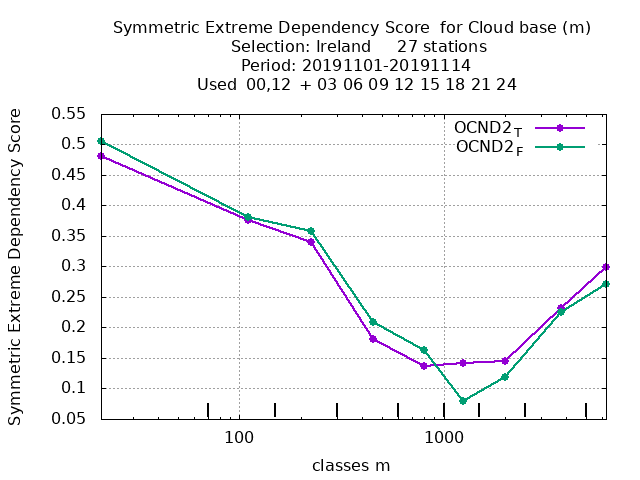 Symmetric Extreme Dependency Score for Cloud base (m)
Selection: Ireland 27 stations
Period: 20191101-20191114
Used 00,12 + 03 06 09 12 15 18 21 24
Symmetric Extreme Dependency Score
0.55
0.5
0.45
0.4
0.35
0.3
0.25
0.2
0.15
0.1
0.05
OCND2T
OCND2F
100 1000
classes m